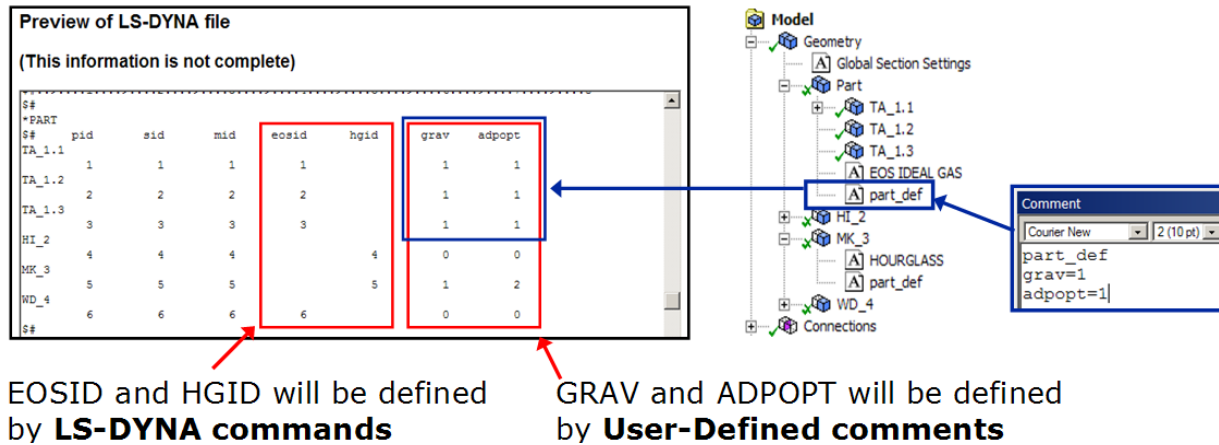 Preview of LS-DYNA file
(This information is not complete)
$#
*PART
$# pid sid mid eosid hgid grav adpopt
TA_1.1
1 1 1 1 1 1
TA_1.2
2 2 2 2 1 1
TA_1.3
3 3 3 3 1 1
HI_2
4 4 4 4 0 0
MK_3
5 5 5 5 1 2
WD_4
6 6 6 6 0 0
$#
Model
Geometry
Global Section Settings
Part
TA_1.1
TA_1.2
TA_1.3
EOS IDEAL GAS
part_def
HI_2
MK_3
HOURGLASS
part_def
WD_4
Connections
Comment
Courier New 2 (10 pt)
part_def
grav=1
adpopt=1
EOSID and HGID will be defined
by LS-DYNA commands
GRAV and ADPOPT will be defined
by User-Defined comments